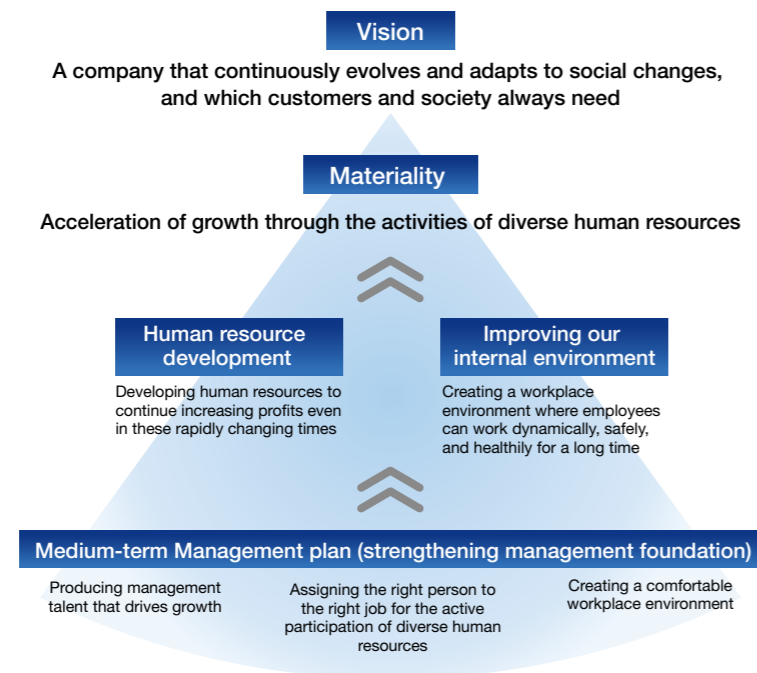 Vision
A company that continuously evolves and adapts to social changes,
and which customers and society always need
Materiality
Acceleration of growth through the activities of diverse human resources
Human resource
development
Developing human resources to
continue increasing profits even
in these rapidly changing times
Improving our
internal environment
Creating a workplace
environment where employees
can work dynamically, safely,
and healthily for a long time
Medium-term Management plan (strengthening management foundation)
Producing management
talent that drives growth
Assigning the right person to
the right job for the active
participation of diverse human
resources
Creating a comfortable
workplace environment